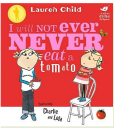 Lauren Child
I will NOT ever
NEVER
eat a
tomato
Charlie
and Lola